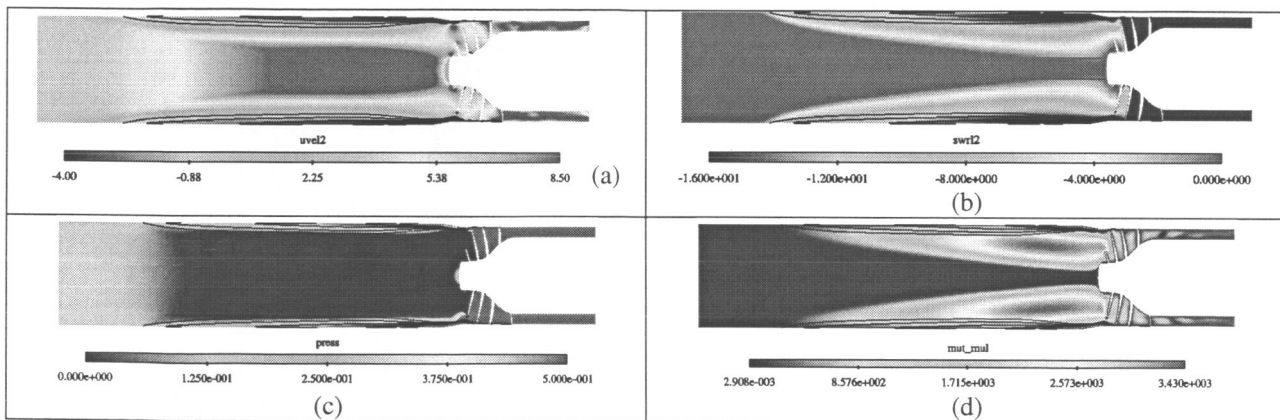 uvel2
-4.00 -0.88 2.25 5.38 8.50
(a)
swrl2
-1.600e+001 -1.200e+001 -8.000e+000 -4.000e+000 0.000e+000
(b)
press
0.000e+000 1.250e-001 2.500e-001 3.750e-001 5.000e-001
(c)
mut_mul
2.908e-003 8.576e+002 1.715e+003 2.573e+003 3.430e+003
(d)